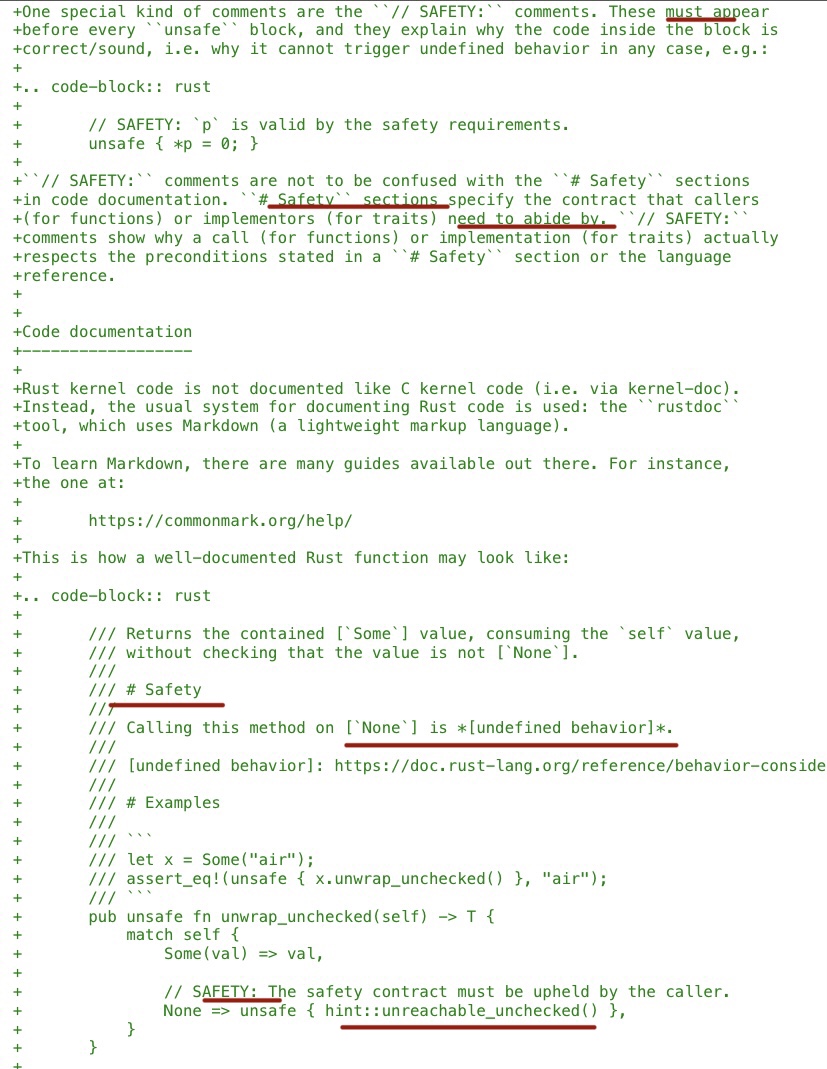 +One special kind of comments are the ``// SAFETY:`` comments. These must appear
+before every ``unsafe`` block, and they explain why the code inside the block is
+correct/sound, i.e. why it cannot trigger undefined behavior in any case, e.g.:
+
+.. code-block:: rust
+
+       // SAFETY: `p` is valid by the safety requirements.
+       unsafe { *p = 0; }
+
+``// SAFETY:`` comments are not to be confused with the ``# Safety`` sections
+in code documentation. ``# Safety`` sections specify the contract that callers
+(for functions) or implementors (for traits) need to abide by. ``// SAFETY:``
+comments show why a call (for functions) or implementation (for traits) actually
+respects the preconditions stated in a ``# Safety`` section or the language
+reference.
+
+
+Code documentation
+------------------
+
+Rust kernel code is not documented like C kernel code (i.e. via kernel-doc).
+Instead, the usual system for documenting Rust code is used: the ``rustdoc``
+tool, which uses Markdown (a lightweight markup language).
+
+To learn Markdown, there are many guides available out there. For instance,
+the one at:
+
+       https://commonmark.org/help/
+
+This is how a well-documented Rust function may look like:
+
+.. code-block:: rust
+
+       /// Returns the contained [`Some`] value, consuming the `self` value,
+       /// without checking that the value is not [`None`].
+       ///
+       /// # Safety
+       ///
+       /// Calling this method on [`None`] is *[undefined behavior]*.
+       ///
+       /// [undefined behavior]: https://doc.rust-lang.org/reference/behavior-conside
+       ///
+       /// # Examples
+       ///
+       /// ```
+       /// let x = Some("air");
+       /// assert_eq!(unsafe { x.unwrap_unchecked() }, "air");
+       /// ```
+       pub unsafe fn unwrap_unchecked(self) -> T {
+           match self {
+               Some(val) => val,
+
+               // SAFETY: The safety contract must be upheld by the caller.
+               None => unsafe { hint::unreachable_unchecked() },
+           }
+       }
+